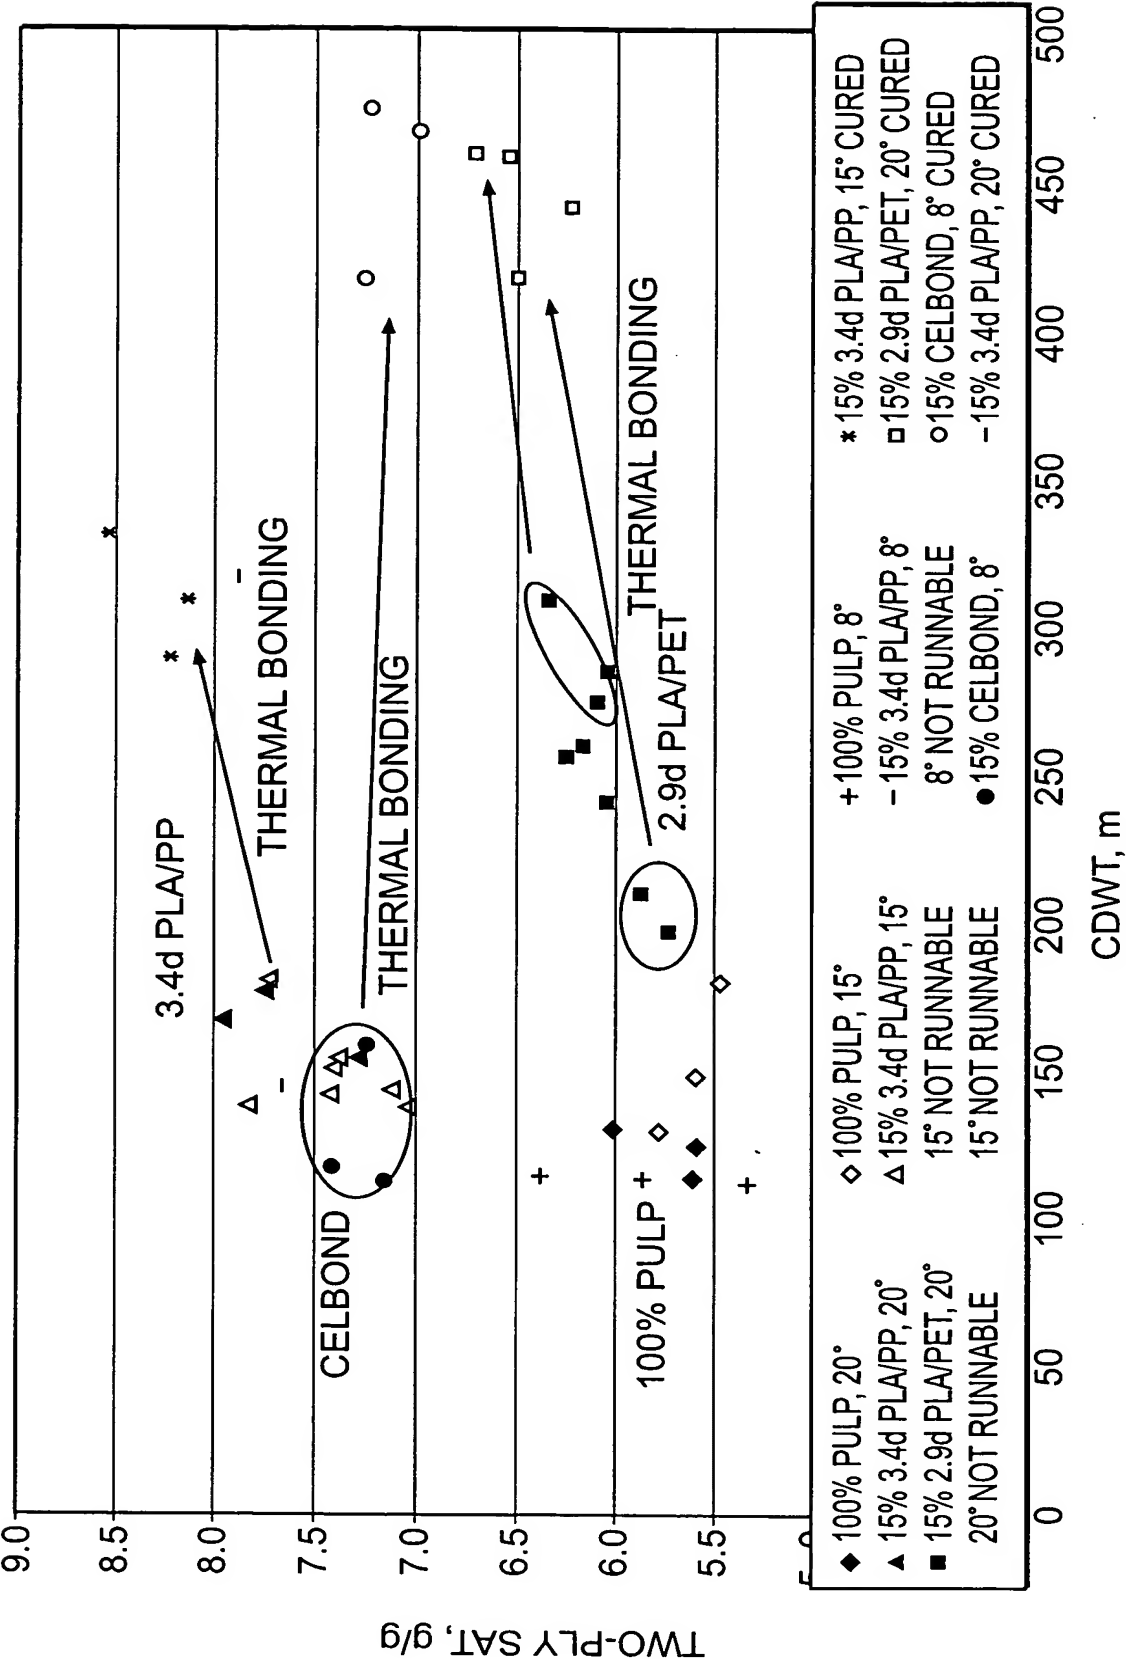 TWO-PLY SAT, g/g
9.0
8.5
8.0
7.5
7.0
6.5
6.0
5.5
3.4d PLA/PP
THERMAL BONDING
CELBOND
THERMAL BONDING
100% PULP
2.9d PLA/PET
THERMAL BONDING
◆ 100% PULP, 20°
◇ 100% PULP, 15°
+ 100% PULP, 8°
* 15% 3.4d PLA/PP, 15° CURED
▲ 15% 3.4d PLA/PP, 20°
△ 15% 3.4d PLA/PP, 15°
– 15% 3.4d PLA/PP, 8°
□ 15% 2.9d PLA/PET, 20° CURED
■ 15% 2.9d PLA/PET, 20°
15° NOT RUNNABLE
8° NOT RUNNABLE
○ 15% CELBOND, 8° CURED
20° NOT RUNNABLE
15° NOT RUNNABLE
● 15% CELBOND, 8°
– 15% 3.4d PLA/PP, 20° CURED
0 50 100 150 200 250 300 350 400 450 500
CDWT, m